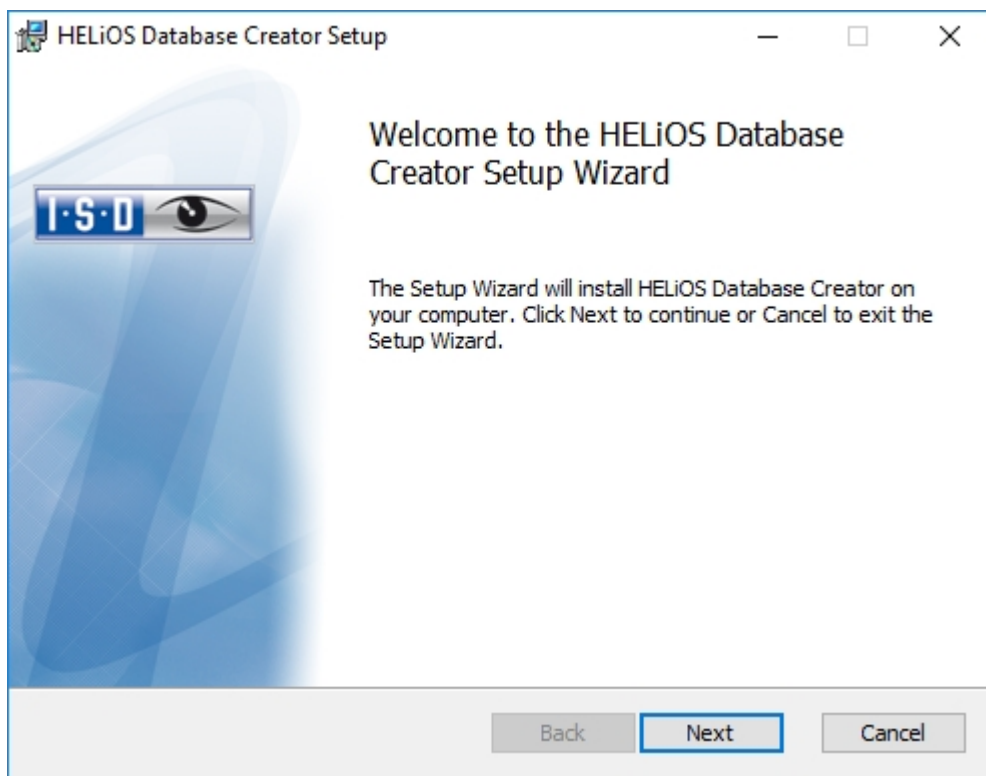 HELiOS Database Creator Setup
Welcome to the HELiOS Database
Creator Setup Wizard
I·S·D
The Setup Wizard will install HELiOS Database Creator on
your computer. Click Next to continue or Cancel to exit the
Setup Wizard.
Back
Next
Cancel